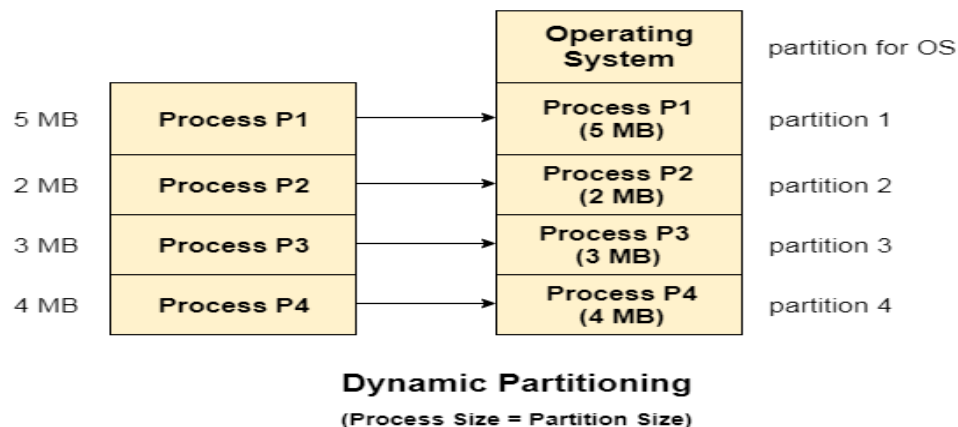 Operating
System
partition for OS
5 MB
Process P1
Process P1
(5 MB)
partition 1
2 MB
Process P2
Process P2
(2 MB)
partition 2
3 MB
Process P3
Process P3
(3 MB)
partition 3
4 MB
Process P4
Process P4
(4 MB)
partition 4
Dynamic Partitioning
(Process Size = Partition Size)